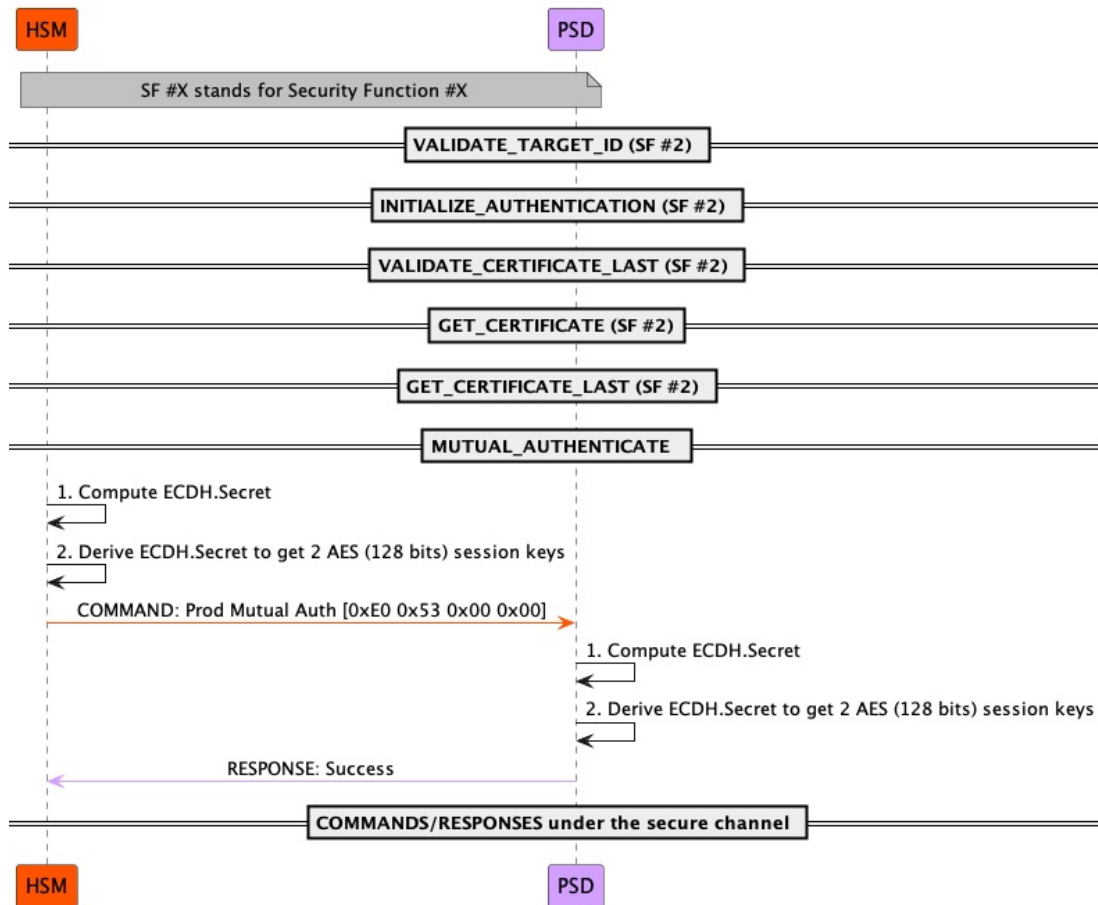 HSM PSD
SF #X stands for Security Function #X
VALIDATE_TARGET_ID (SF #2)
INITIALIZE_AUTHENTICATION (SF #2)
VALIDATE_CERTIFICATE_LAST (SF #2)
GET_CERTIFICATE (SF #2)
GET_CERTIFICATE_LAST (SF #2)
MUTUAL_AUTHENTICATE
1. Compute ECDH.Secret
2. Derive ECDH.Secret to get 2 AES (128 bits) session keys
COMMAND: Prod Mutual Auth [0xE0 0x53 0x00 0x00]
1. Compute ECDH.Secret
2. Derive ECDH.Secret to get 2 AES (128 bits) session keys
RESPONSE: Success
COMMANDS/RESPONSES under the secure channel
HSM PSD